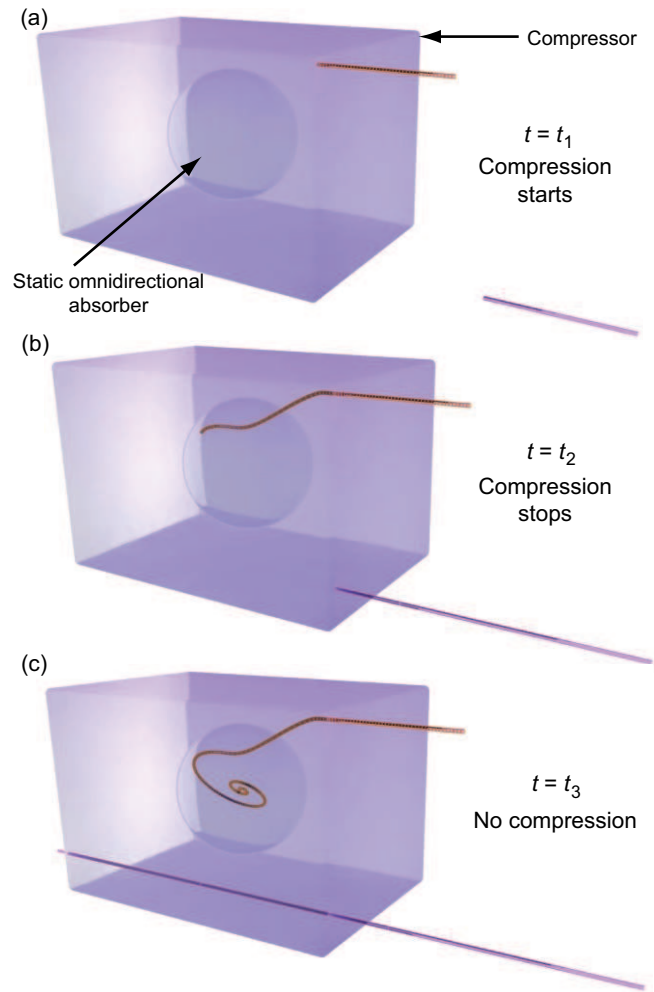 (a)
Compressor
t = t1
Compression
starts
Static omnidirectional
absorber
(b)
t = t2
Compression
stops
(c)
t = t3
No compression